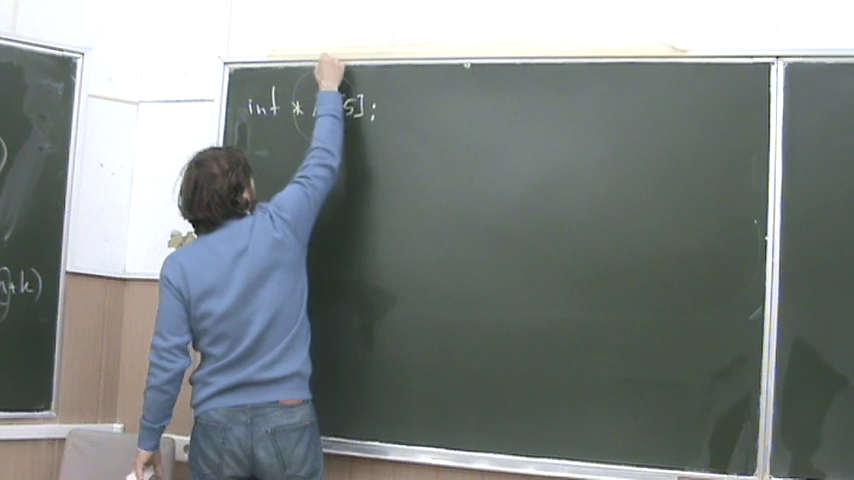 int * [5];
+k)